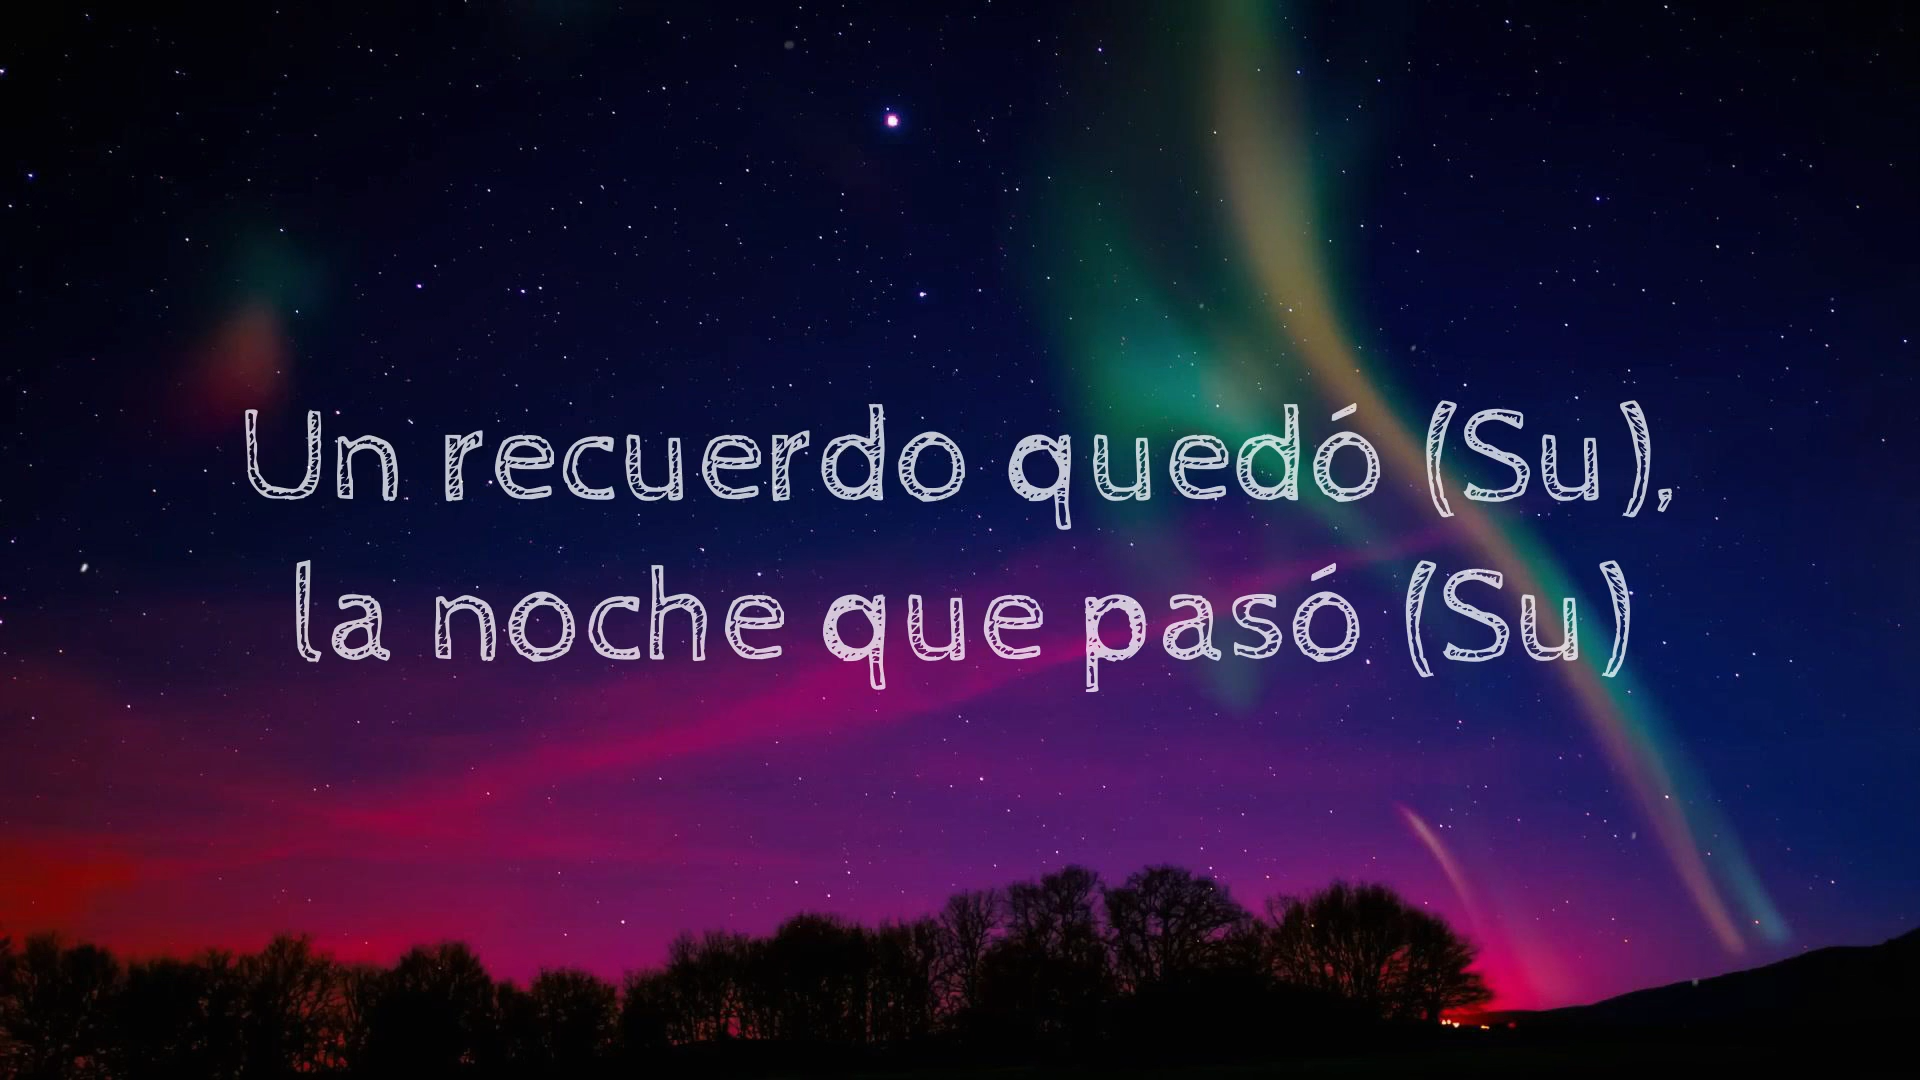 Un recuerdo quedó (Su),
la noche que pasó (Su)